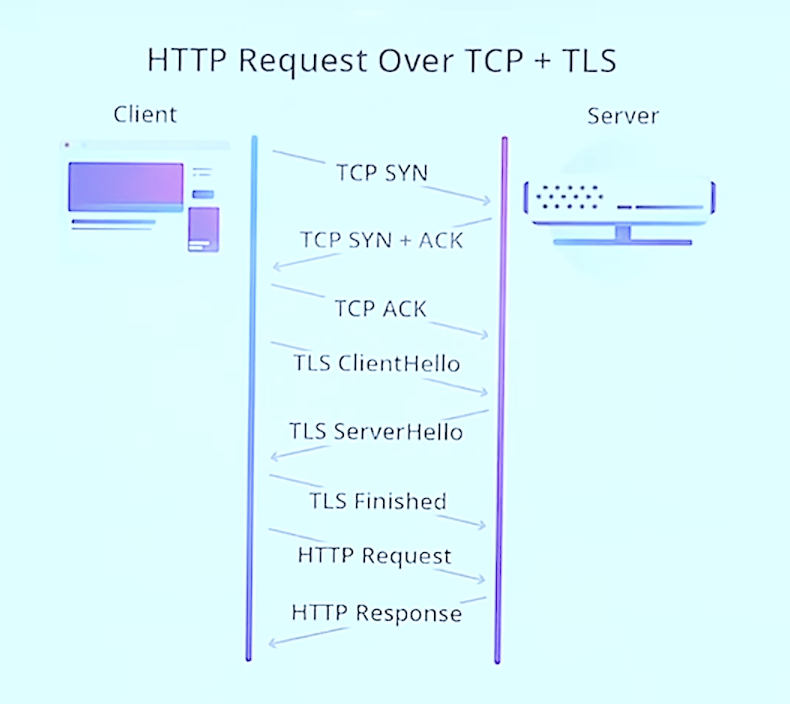 HTTP Request Over TCP + TLS
Client
Server
TCP SYN
TCP SYN + ACK
TCP ACK
TLS ClientHello
TLS ServerHello
TLS Finished
HTTP Request
HTTP Response